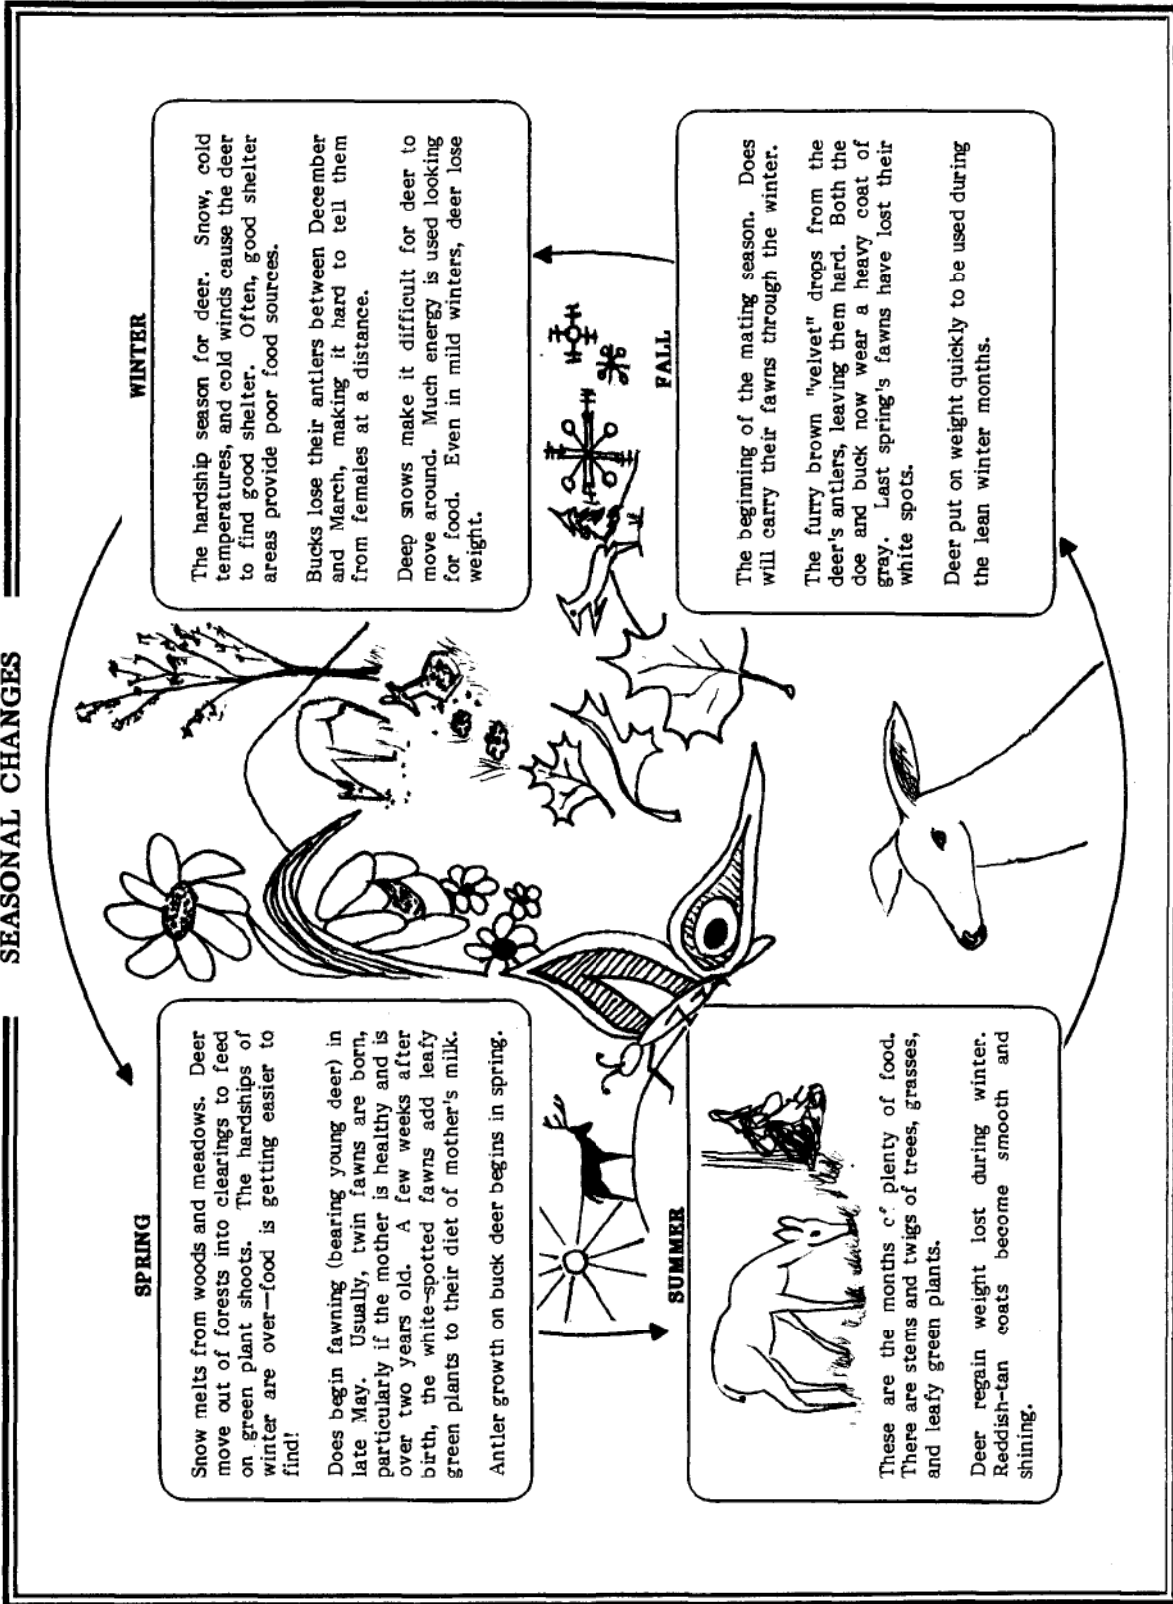 SEASONAL CHANGES
SPRING
Snow melts from woods and meadows. Deer
move out of forests into clearings to feed
on green plant shoots. The hardships of
winter are over—food is getting easier to
find!
Does begin fawning (bearing young deer) in
late May. Usually, twin fawns are born,
particularly if the mother is healthy and is
over two years old. A few weeks after
birth, the white-spotted fawns add leafy
green plants to their diet of mother's milk.
Antler growth on buck deer begins in spring.
SUMMER
These are the months of plenty of food.
There are stems and twigs of trees, grasses,
and leafy green plants.
Deer regain weight lost during winter.
Reddish-tan coats become smooth and
shining.
FALL
The beginning of the mating season. Does
will carry their fawns through the winter.
The furry brown "velvet" drops from the
deer's antlers, leaving them hard. Both the
doe and buck now wear a heavy coat of
gray. Last spring's fawns have lost their
white spots.
Deer put on weight quickly to be used during
the lean winter months.
WINTER
The hardship season for deer. Snow, cold
temperatures, and cold winds cause the deer
to find good shelter. Often, good shelter
areas provide poor food sources.
Bucks lose their antlers between December
and March, making it hard to tell them
from females at a distance.
Deep snows make it difficult for deer to
move around. Much energy is used looking
for food. Even in mild winters, deer lose
weight.